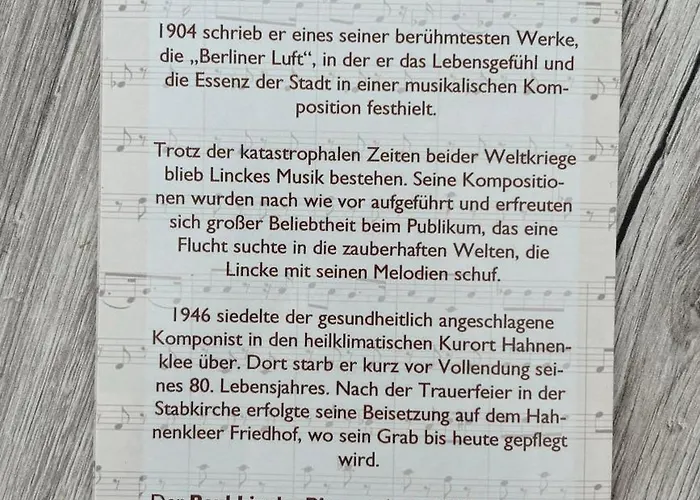 1904 schrieb er eines seiner berühmtesten Werke,
die „Berliner Luft“, in der er das Lebensgefühl und
die Essenz der Stadt in einer musikalischen Kom-
position festhielt.
Trotz der katastrophalen Zeiten beider Weltkriege
blieb Linckes Musik bestehen. Seine Kompositio-
nen wurden nach wie vor aufgeführt und erfreuten
sich großer Beliebtheit beim Publikum, das eine
Flucht suchte in die zauberhaften Welten, die
Lincke mit seinen Melodien schuf.
1946 siedelte der gesundheitlich angeschlagene
Komponist in den heilklimatischen Kurort Hahnen-
klee über. Dort starb er kurz vor Vollendung sei-
nes 80. Lebensjahres. Nach der Trauerfeier in der
Stabkirche erfolgte seine Beisetzung auf dem Hah-
nenkleer Friedhof, wo sein Grab bis heute gepflegt
wird.